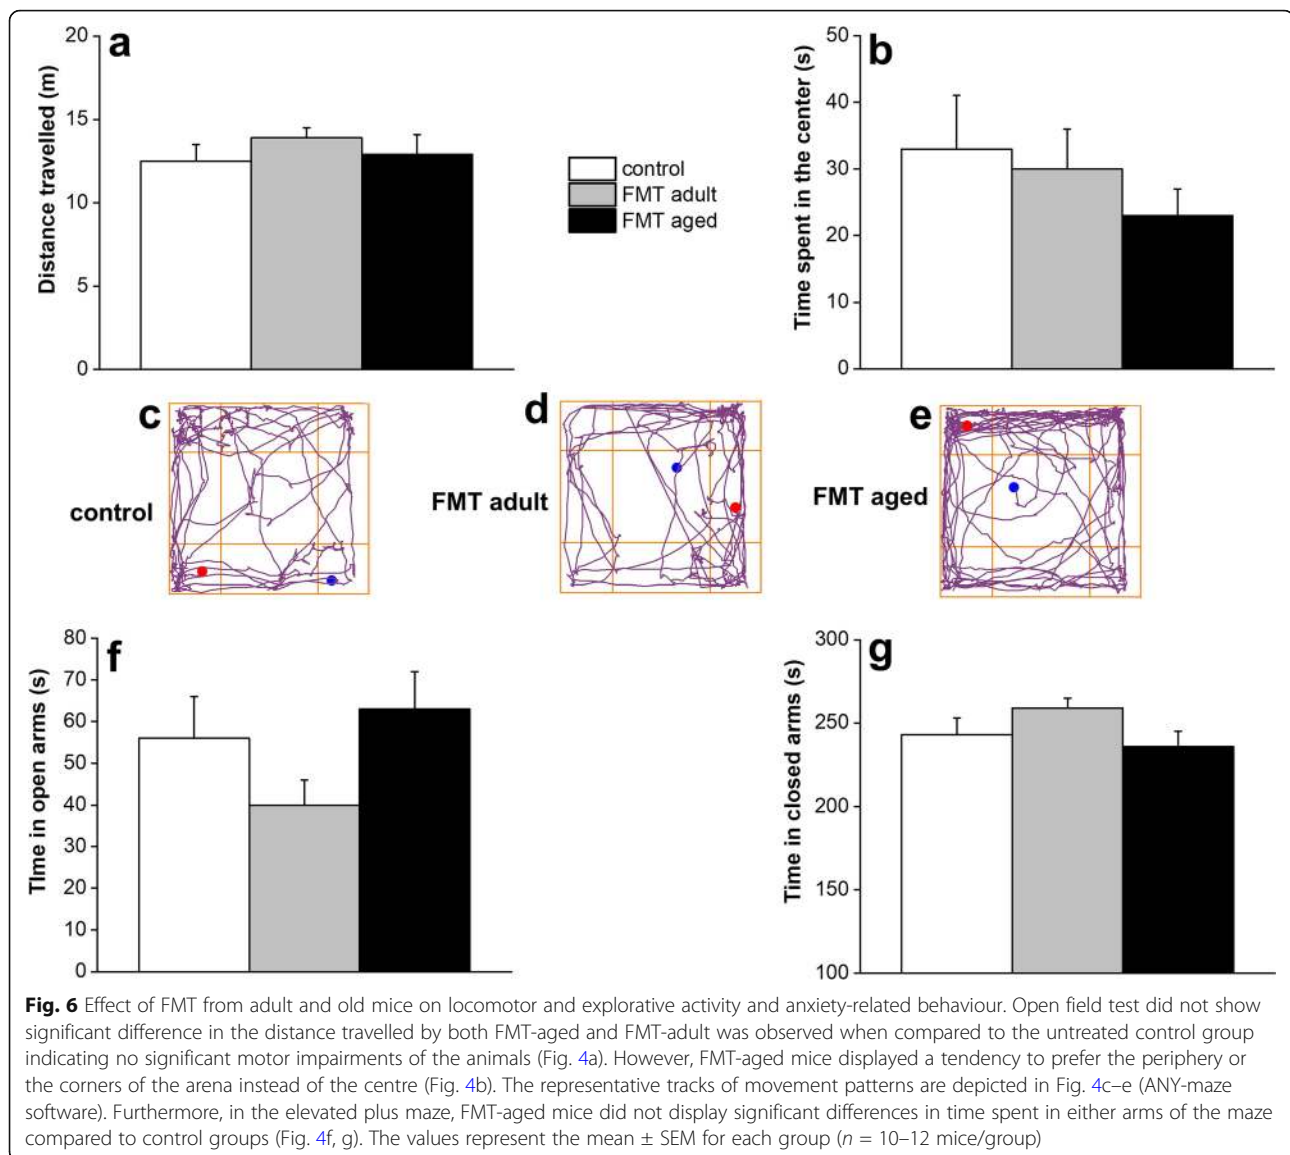 a
20
15
10
5
0
Distance travelled (m)
control
FMT adult
FMT aged
b
50
40
30
20
10
0
Time spent in the center (s)
c
control
d
FMT adult
e
FMT aged
f
80
70
60
50
40
30
20
10
0
TIme in open arms (s)
g
300
250
200
150
100
Time in closed arms (s)
Fig. 6 Effect of FMT from adult and old mice on locomotor and explorative activity and anxiety-related behaviour. Open field test did not show
significant difference in the distance travelled by both FMT-aged and FMT-adult was observed when compared to the untreated control group
indicating no significant motor impairments of the animals (Fig. 4a). However, FMT-aged mice displayed a tendency to prefer the periphery or
the corners of the arena instead of the centre (Fig. 4b). The representative tracks of movement patterns are depicted in Fig. 4c–e (ANY-maze
software). Furthermore, in the elevated plus maze, FMT-aged mice did not display significant differences in time spent in either arms of the maze
compared to control groups (Fig. 4f, g). The values represent the mean ± SEM for each group (n = 10–12 mice/group)